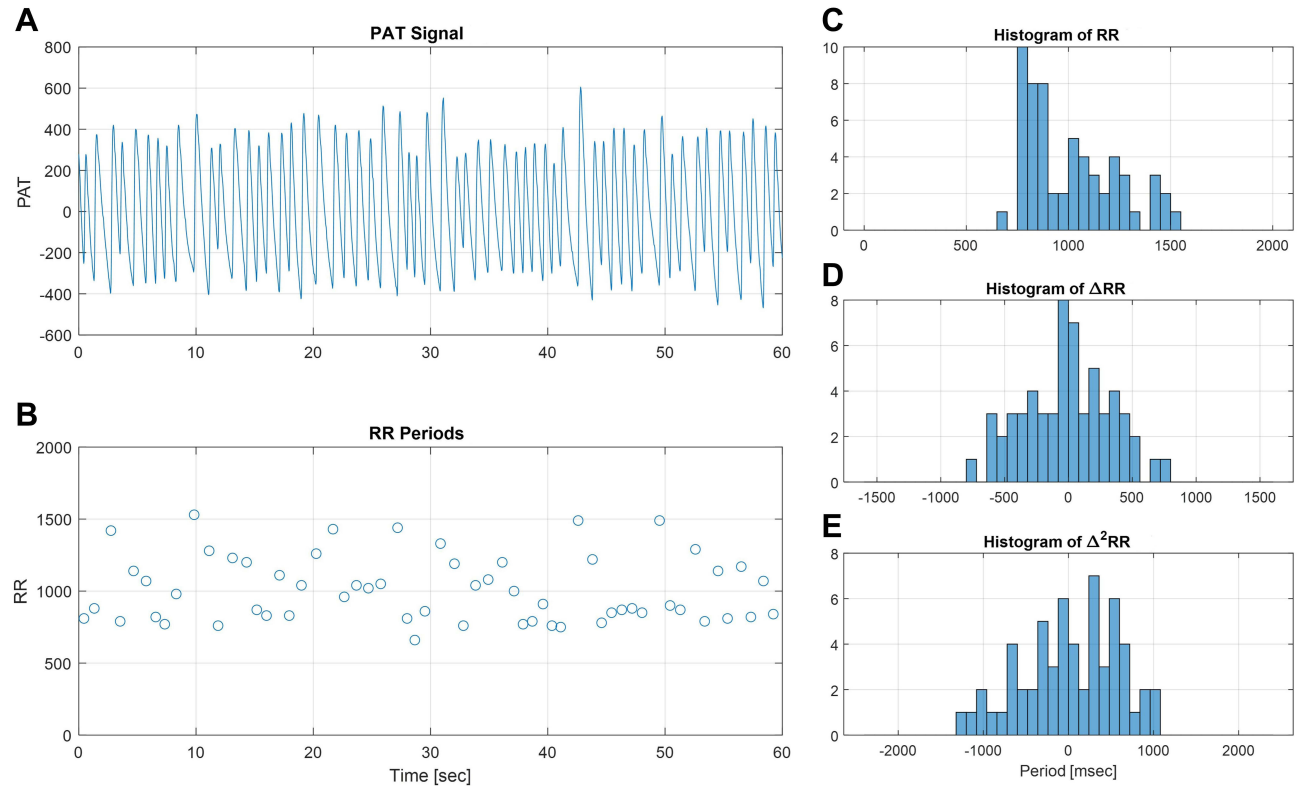 A
PAT Signal
800
600
400
200
0
-200
-400
-600
PAT
0 10 20 30 40 50 60
B
RR Periods
2000
1500
1000
500
0
RR
0 10 20 30 40 50 60
Time [sec]
C
Histogram of RR
10
8
6
4
2
0
0 500 1000 1500 2000
D
Histogram of ΔRR
8
6
4
2
0
-1500 -1000 -500 0 500 1000 1500
E
Histogram of Δ²RR
8
6
4
2
0
-2000 -1000 0 1000 2000
Period [msec]